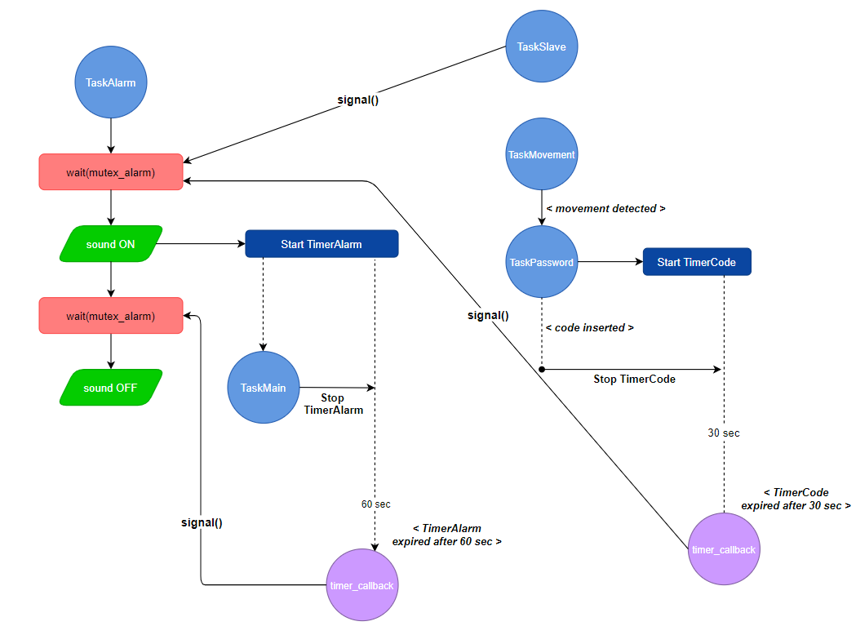 TaskSlave
TaskAlarm
signal()
TaskMovement
wait(mutex_alarm)
< movement detected >
sound ON
Start TimerAlarm
TaskPassword
Start TimerCode
wait(mutex_alarm)
signal()
< code inserted >
sound OFF
TaskMain
Stop
TimerAlarm
Stop TimerCode
30 sec
60 sec
< TimerCode
expired after 30 sec >
signal()
< TimerAlarm
expired after 60 sec >
timer_callback
timer_callback